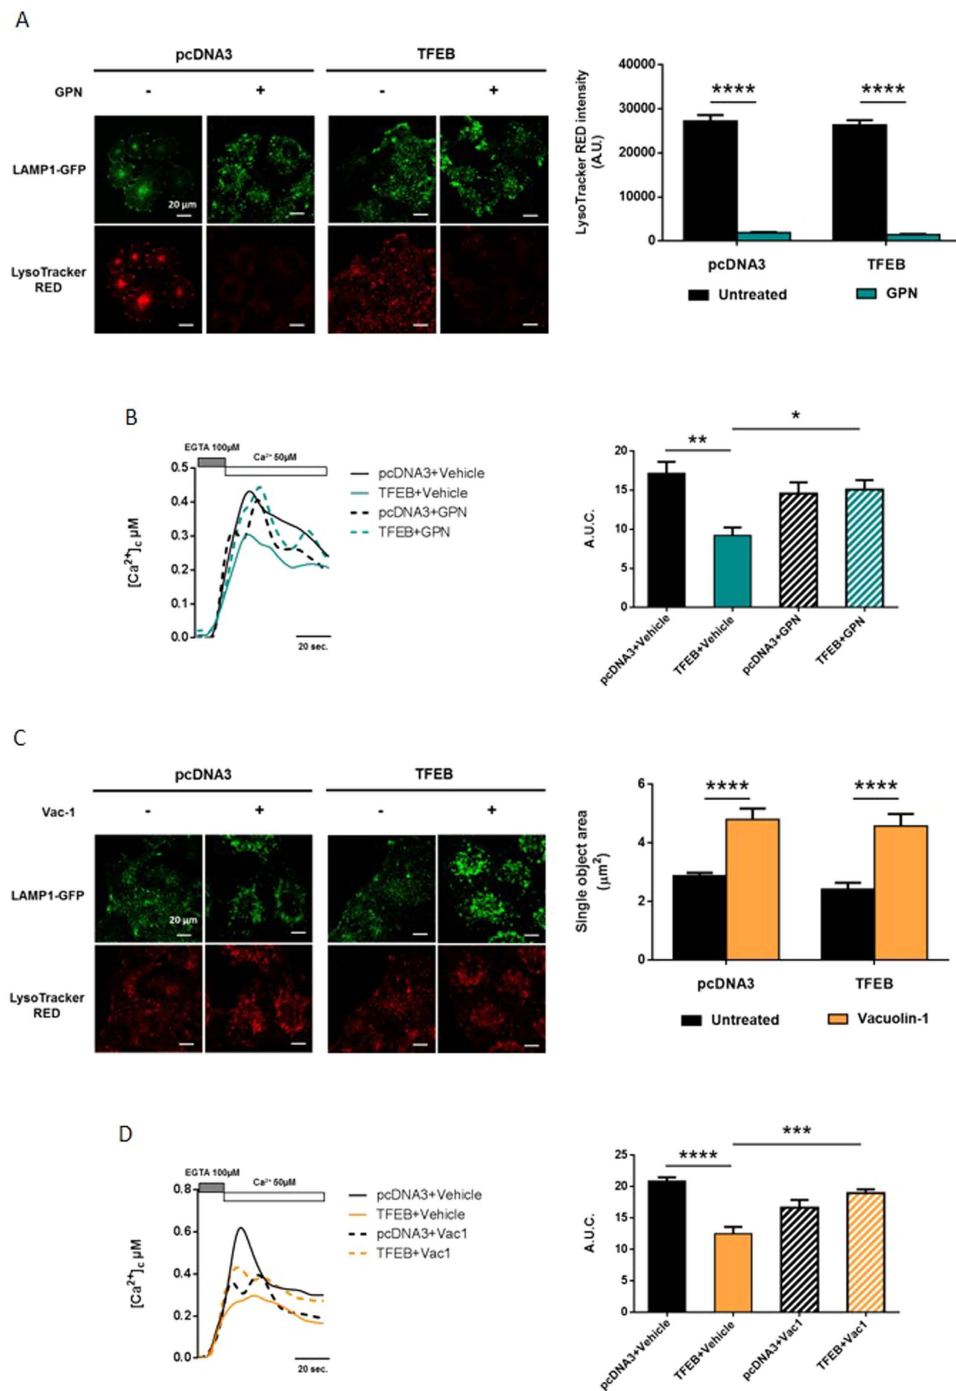 A
pcDNA3
TFEB
GPN
-
+
-
+
LAMP1-GFP
20 μm
LysoTracker
RED
LysoTracker RED intensity
(A.U.)
40000
30000
20000
10000
0
****
****
pcDNA3
TFEB
Untreated
GPN
B
EGTA 100μM
Ca²⁺ 50μM
[Ca²⁺]c μM
0.5
0.4
0.3
0.2
0.1
0.0
20 sec.
pcDNA3+Vehicle
TFEB+Vehicle
pcDNA3+GPN
TFEB+GPN
A.U.C.
20
15
10
5
0
**
*
pcDNA3+Vehicle
TFEB+Vehicle
pcDNA3+GPN
TFEB+GPN
C
pcDNA3
TFEB
Vac-1
-
+
-
+
LAMP1-GFP
20 μm
LysoTracker
RED
Single object area
(μm²)
6
4
2
0
****
****
pcDNA3
TFEB
Untreated
Vacuolin-1
D
EGTA 100μM
Ca²⁺ 50μM
[Ca²⁺]c μM
0.8
0.6
0.4
0.2
0.0
20 sec.
pcDNA3+Vehicle
TFEB+Vehicle
pcDNA3+Vac1
TFEB+Vac1
A.U.C.
25
20
15
10
5
0
****
***
pcDNA3+Vehicle
TFEB+Vehicle
pcDNA3+Vac1
TFEB+Vac1